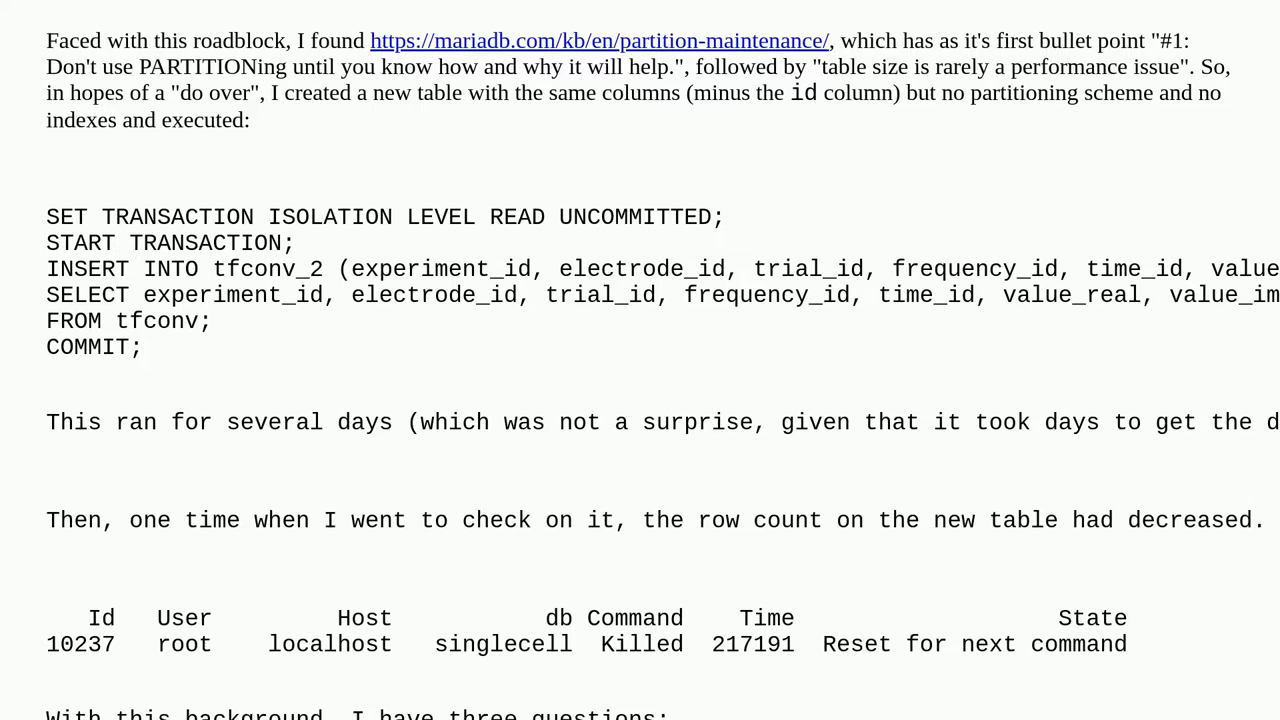 Faced with this roadblock, I found https://mariadb.com/kb/en/partition-maintenance/, which has as it's first bullet point "#1:
Don't use PARTITIONing until you know how and why it will help.", followed by "table size is rarely a performance issue". So,
in hopes of a "do over", I created a new table with the same columns (minus the id column) but no partitioning scheme and no
indexes and executed:
SET TRANSACTION ISOLATION LEVEL READ UNCOMMITTED;
START TRANSACTION;
INSERT INTO tfconv_2 (experiment_id, electrode_id, trial_id, frequency_id, time_id, value
SELECT experiment_id, electrode_id, trial_id, frequency_id, time_id, value_real, value_im
FROM tfconv;
COMMIT;
This ran for several days (which was not a surprise, given that it took days to get the d
Then, one time when I went to check on it, the row count on the new table had decreased.
Id User Host db Command Time State
10237 root localhost singlecell Killed 217191 Reset for next command
With this background, I have three questions: